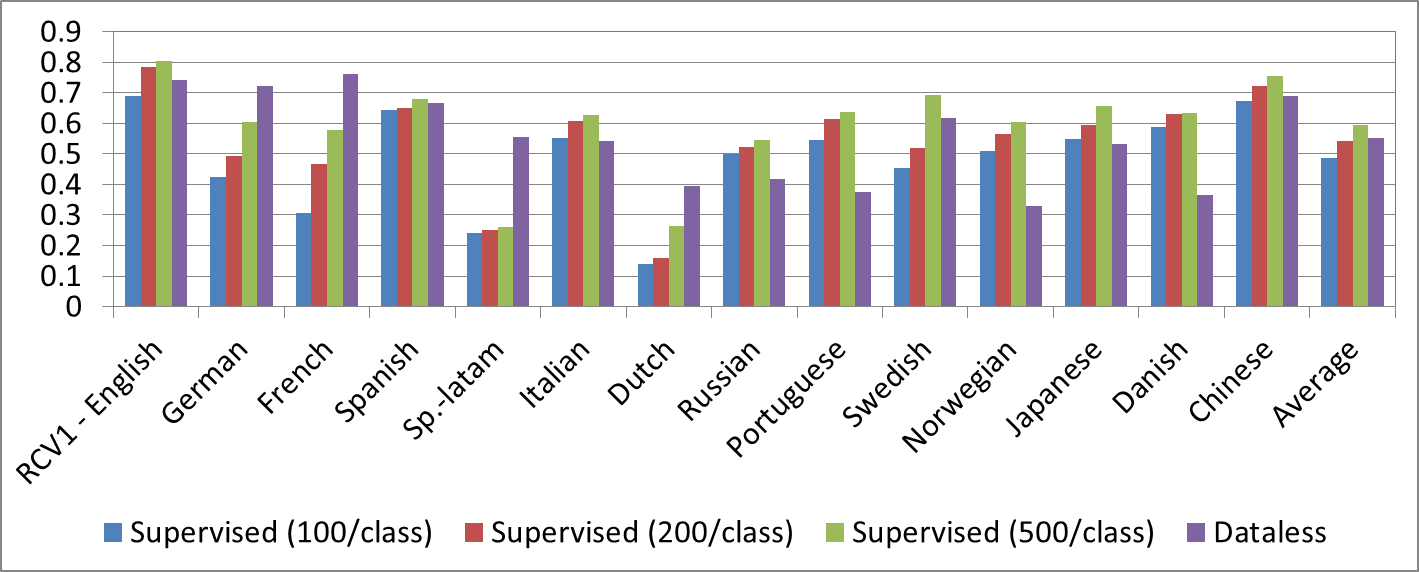 0.9
0.8
0.7
0.6
0.5
0.4
0.3
0.2
0.1
0
RCV1 - English
German
French
Spanish
Sp.-latam
Italian
Dutch
Russian
Portuguese
Swedish
Norwegian
Japanese
Danish
Chinese
Average
Supervised (100/class) Supervised (200/class) Supervised (500/class) Dataless